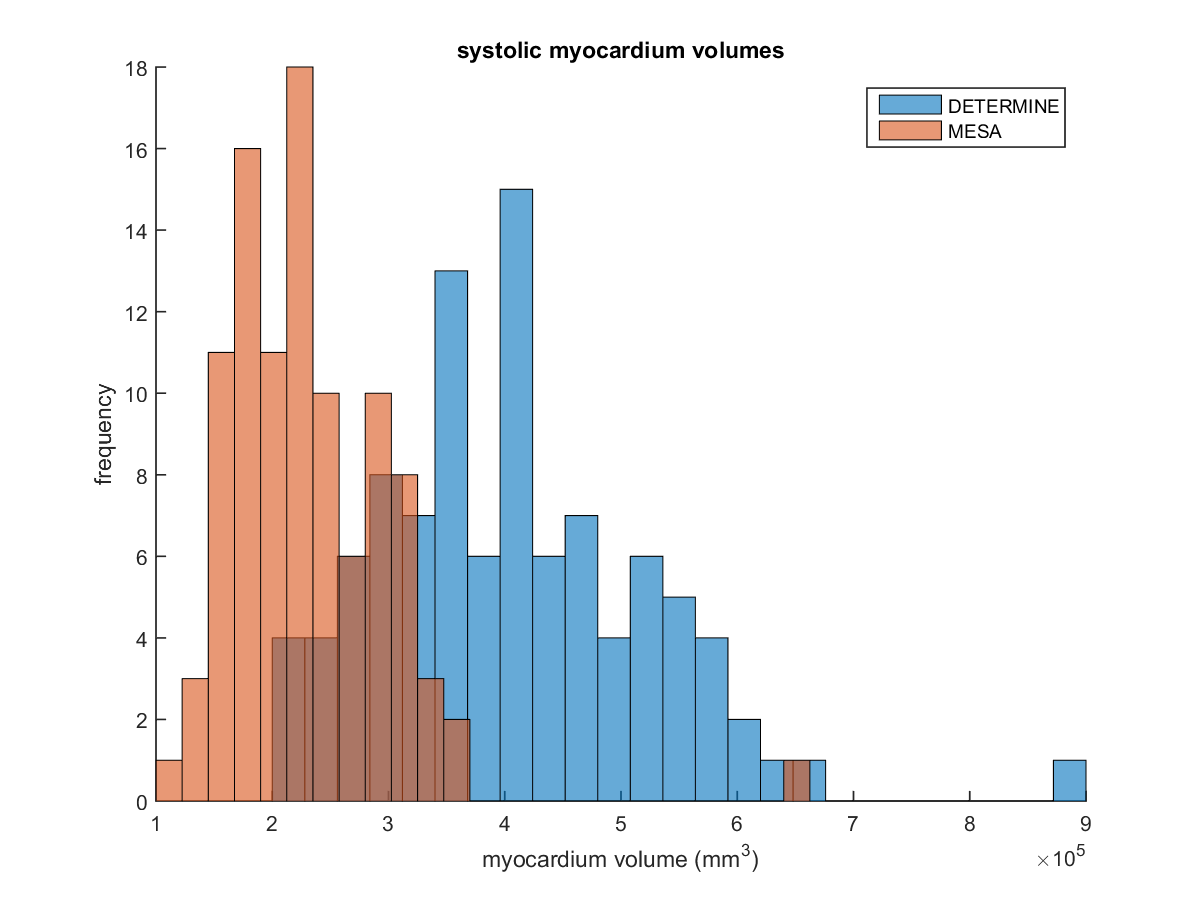 systolic myocardium volumes
DETERMINE
MESA
frequency
18
16
14
12
10
8
6
4
2
0
1 2 3 4 5 6 7 8 9
myocardium volume (mm³)
×10⁵